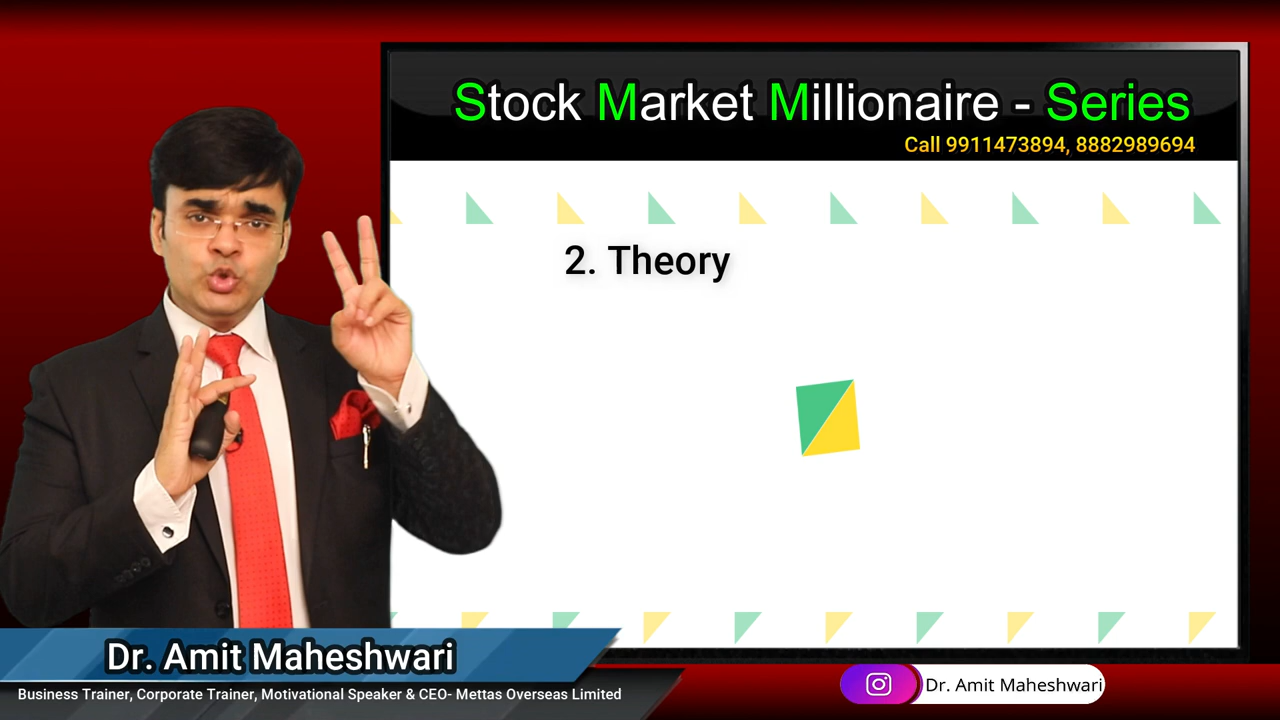 Stock Market Millionaire - Series
Call 9911473894, 8882989694
2. Theory
Dr. Amit Maheshwari
Business Trainer, Corporate Trainer, Motivational Speaker & CEO- Mettas Overseas Limited
Dr. Amit Maheshwari